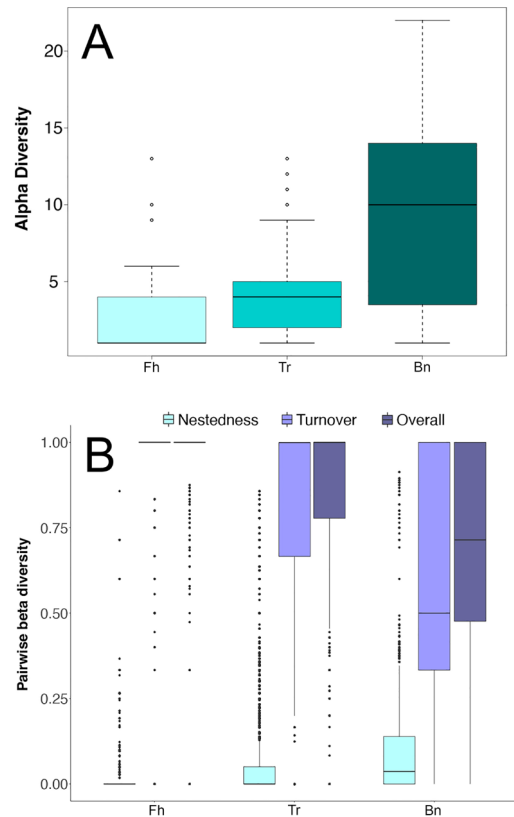 A
Alpha Diversity
20
15
10
5
Fh Tr Bn
Nestedness Turnover Overall
B
Pairwise beta diversity
1.00
0.75
0.50
0.25
0.00
Fh Tr Bn